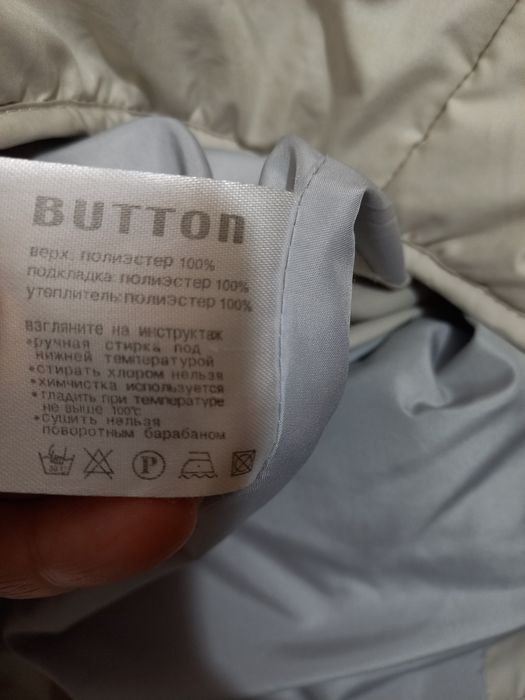 BUTTON
верх: полиэстер 100%
подкладка: полиэстер 100%
утеплитель: полиэстер 100%
взгляните на инструктаж
•ручная стирка под
нижней температурой
•стирать хлором нельзя
•химчистка используется
•гладить при температуре
не выше 100℃
•сушить нельзя
поворотным барабаном
P